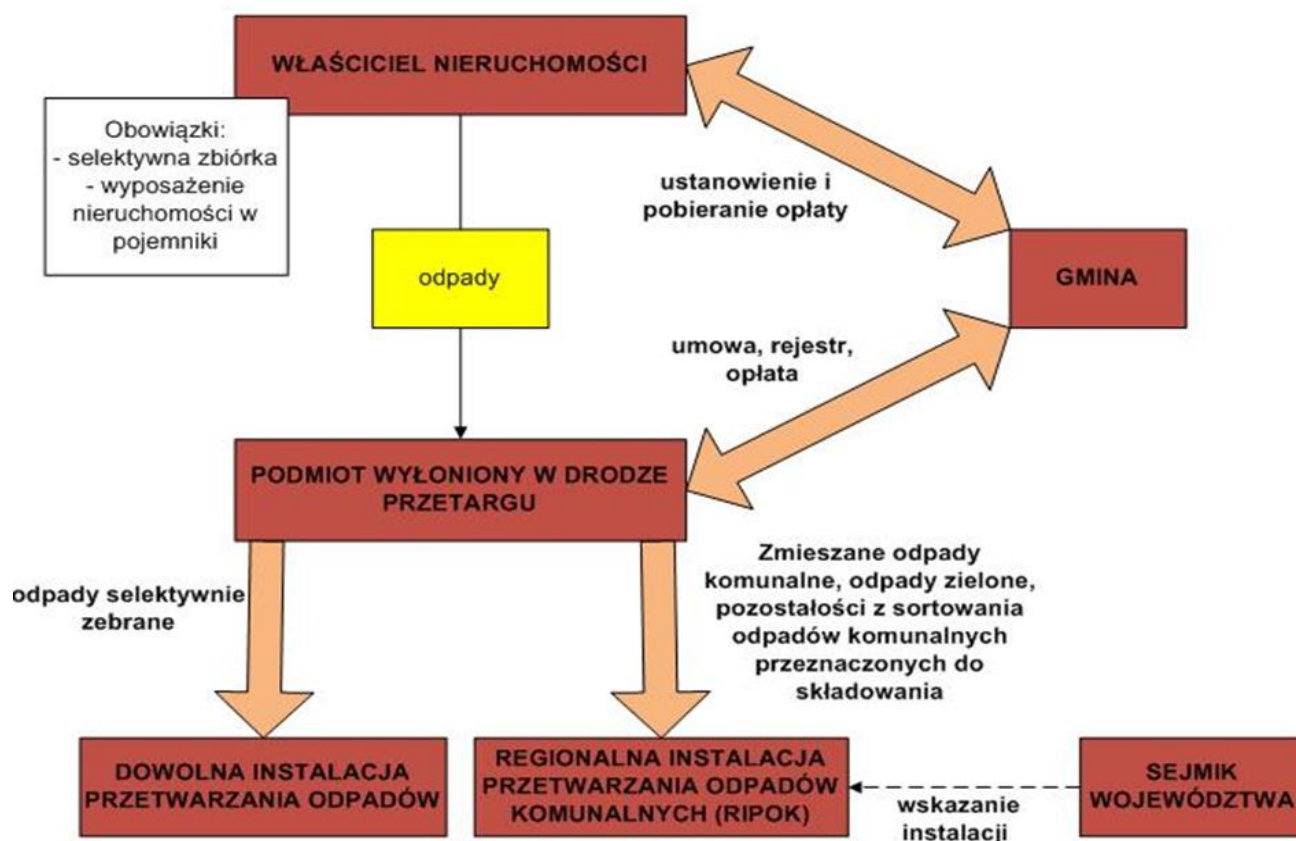 WŁAŚCICIEL NIERUCHOMOŚCI
Obowiązki:
- selektywna zbiórka
- wyposażenie
nieruchomości w
pojemniki
ustanowienie i
pobieranie opłaty
odpady
GMINA
umowa, rejestr,
opłata
PODMIOT WYŁONIONY W DRODZE
PRZETARGU
odpady selektywnie
zebrane
Zmieszane odpady
komunalne, odpady zielone,
pozostałości z sortowania
odpadów komunalnych
przeznaczonych do
składowania
DOWOLNA INSTALACJA
PRZETWARZANIA ODPADÓW
REGIONALNA INSTALACJA
PRZETWARZANIA ODPADÓW
KOMUNALNYCH (RIPOK)
wskazanie
instalacji
SEJMIK
WOJEWÓDZTWA